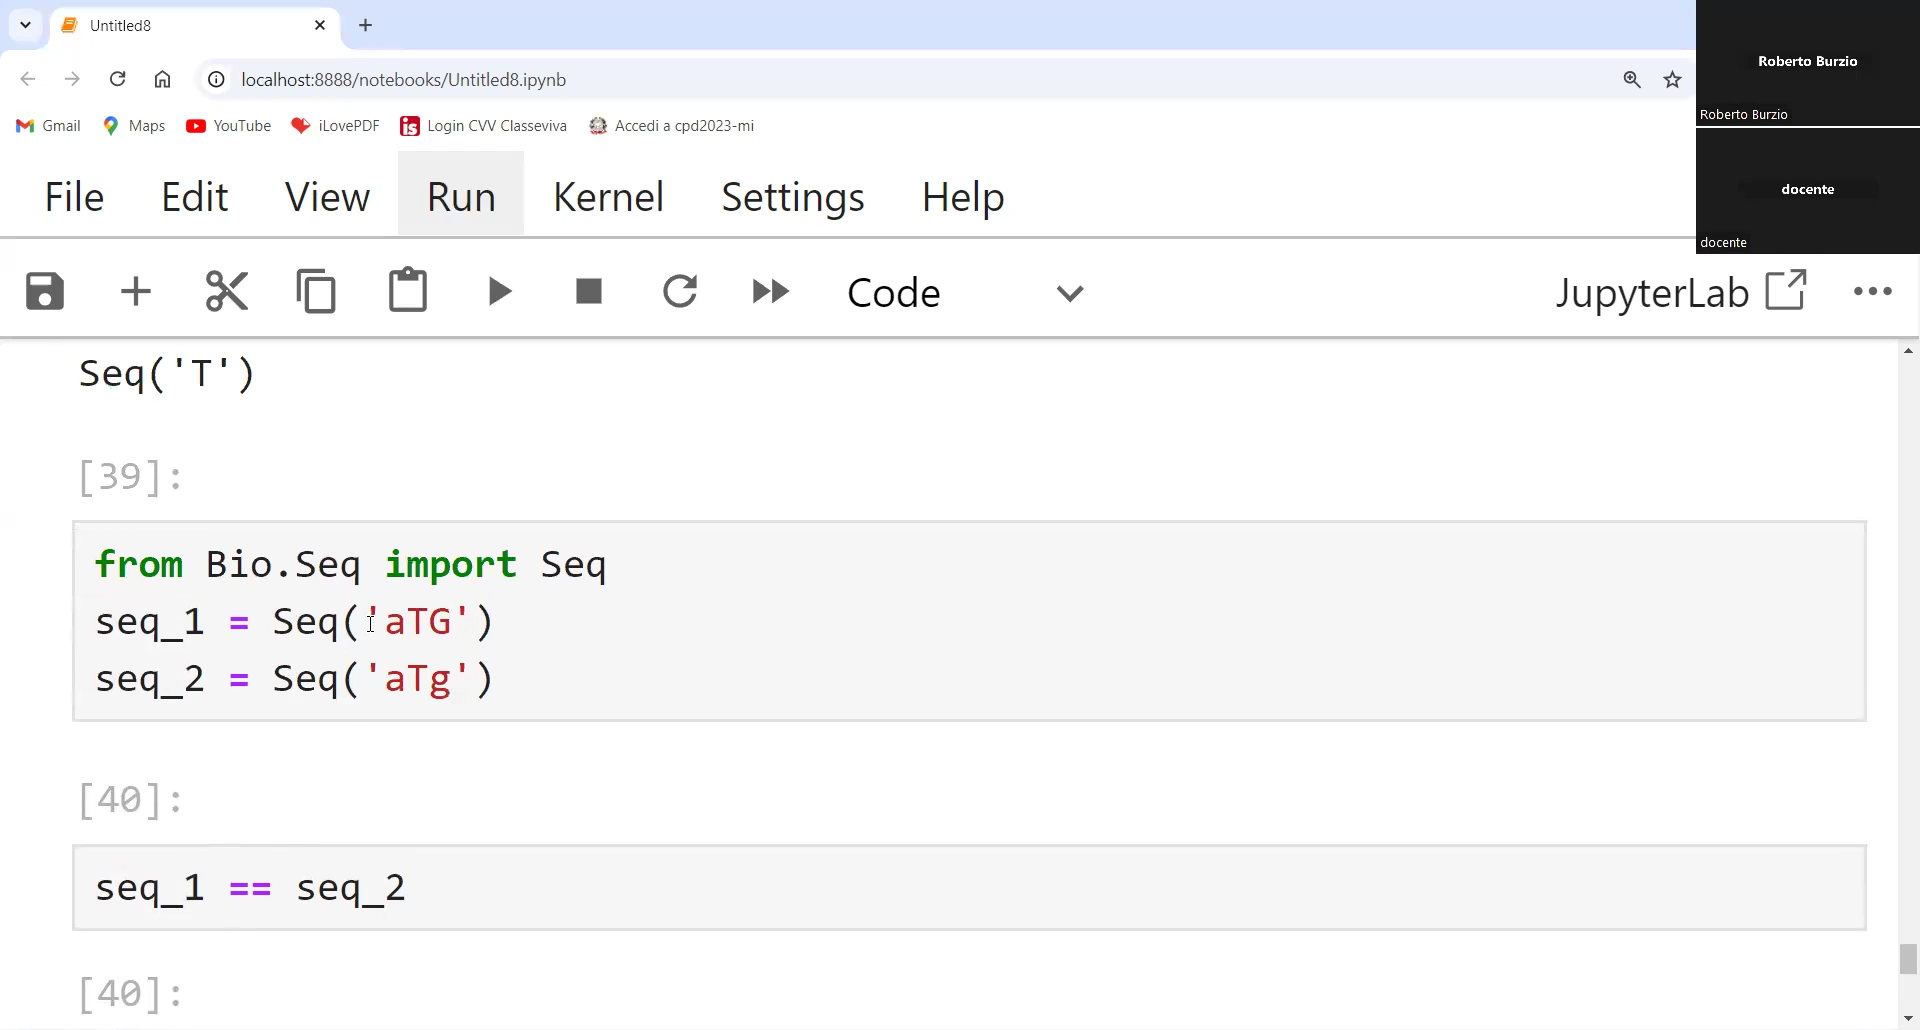 Untitled8
localhost:8888/notebooks/Untitled8.ipynb
Gmail Maps YouTube iLovePDF Login CVV Classeviva Accedi a cpd2023-mi
Roberto Burzio
Roberto Burzio
docente
docente
File Edit View Run Kernel Settings Help
Code JupyterLab
Seq('T')
[39]:
from Bio.Seq import Seq
seq_1 = Seq('aTG')
seq_2 = Seq('aTg')
[40]:
seq_1 == seq_2
[40]: